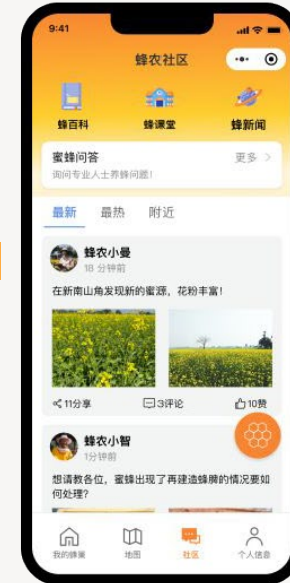 9:41
蜂农社区
蜂百科
蜂课堂
蜂新闻
蜜蜂问答
更多 >
询问专业人士养蜂问题!
最新
最热
附近
蜂农小曼
18 分钟前
在新南山角发现新的蜜源，花粉丰富!
11分享
3评论
10赞
蜂农小智
1分钟前
想请教各位，蜜蜂出现了再建造蜂脾的情况要如
何处理?
我的蜂巢
地图
社区
个人信息